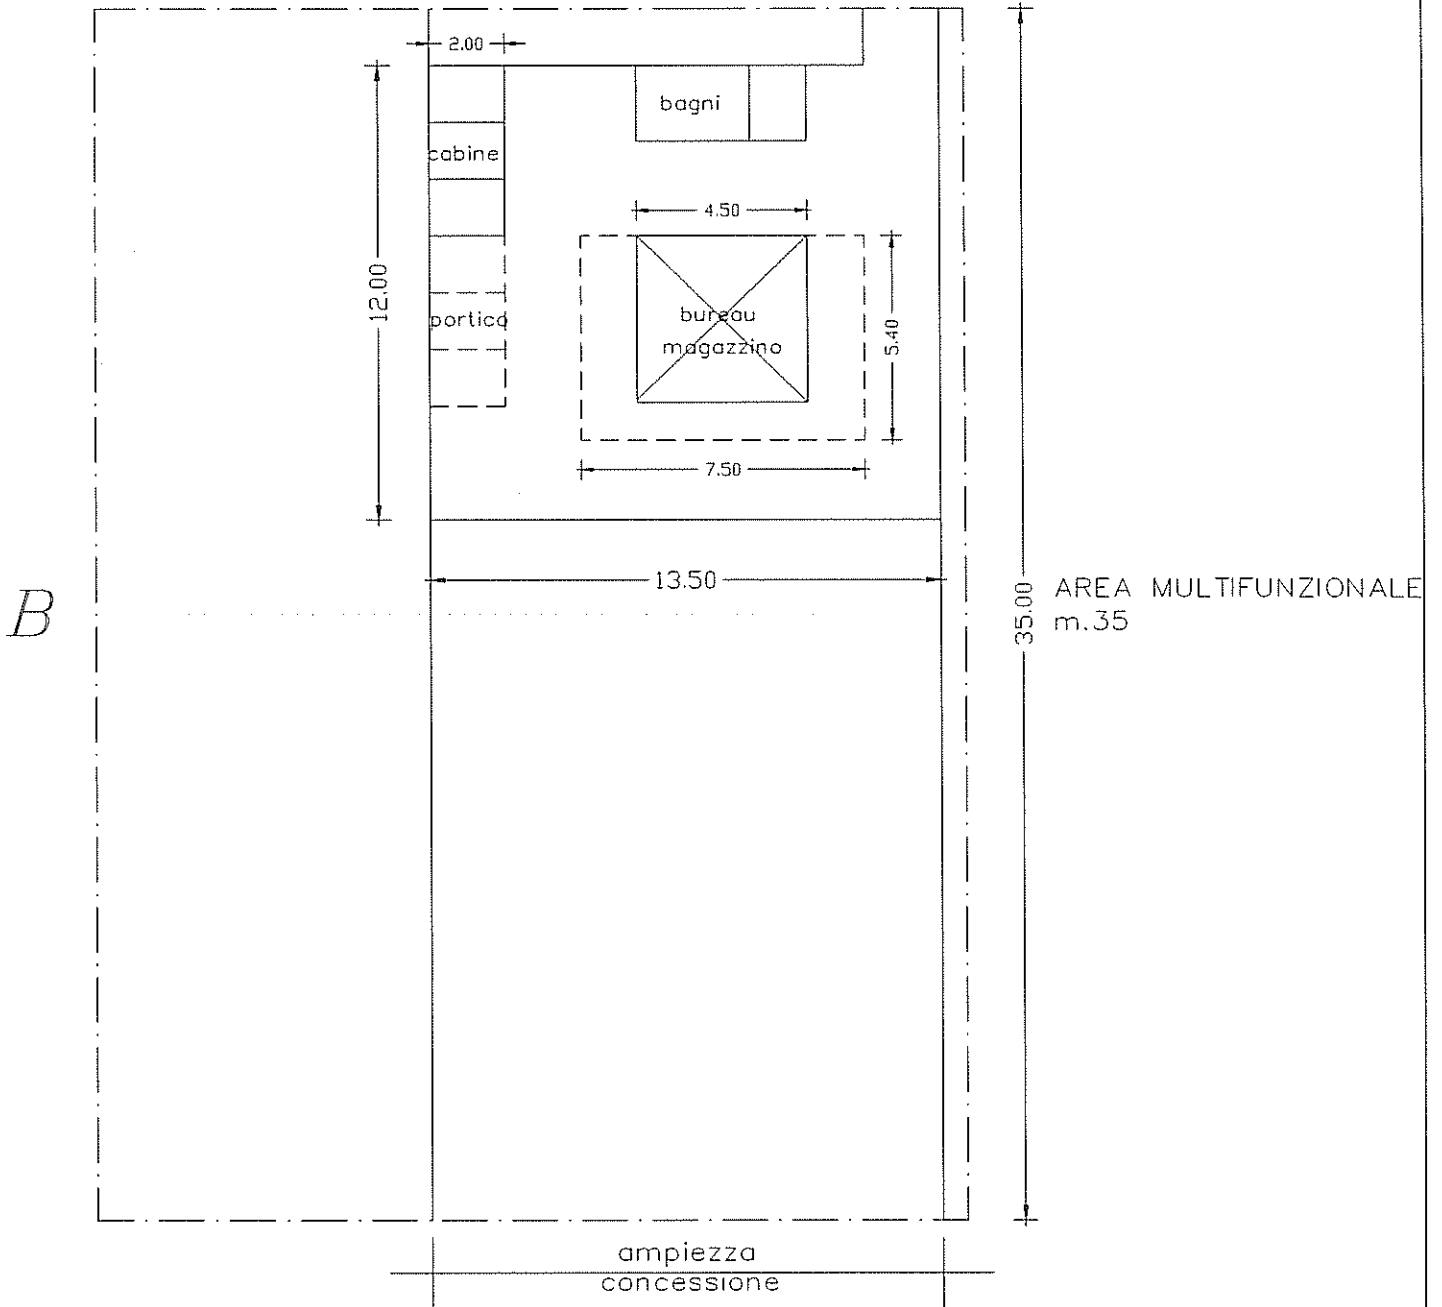 2.00
bagni
cabine
4.50
12.00
portico
bureau
magazzino
5.40
7.50
13.50
B
35.00
AREA MULTIFUNZIONALE
m.35
ampiezza
concessione